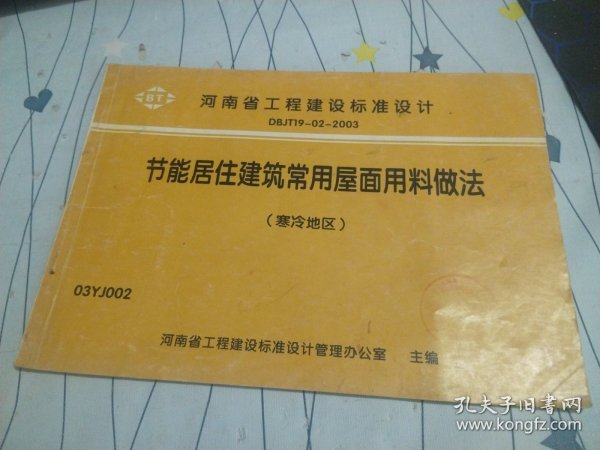 BT
河南省工程建设标准设计
DBJT19-02-2003
节能居住建筑常用屋面用料做法
(寒冷地区)
03YJ002
河南省工程建设标准设计管理办公室 主编
孔夫子旧书网
www.kongfz.com